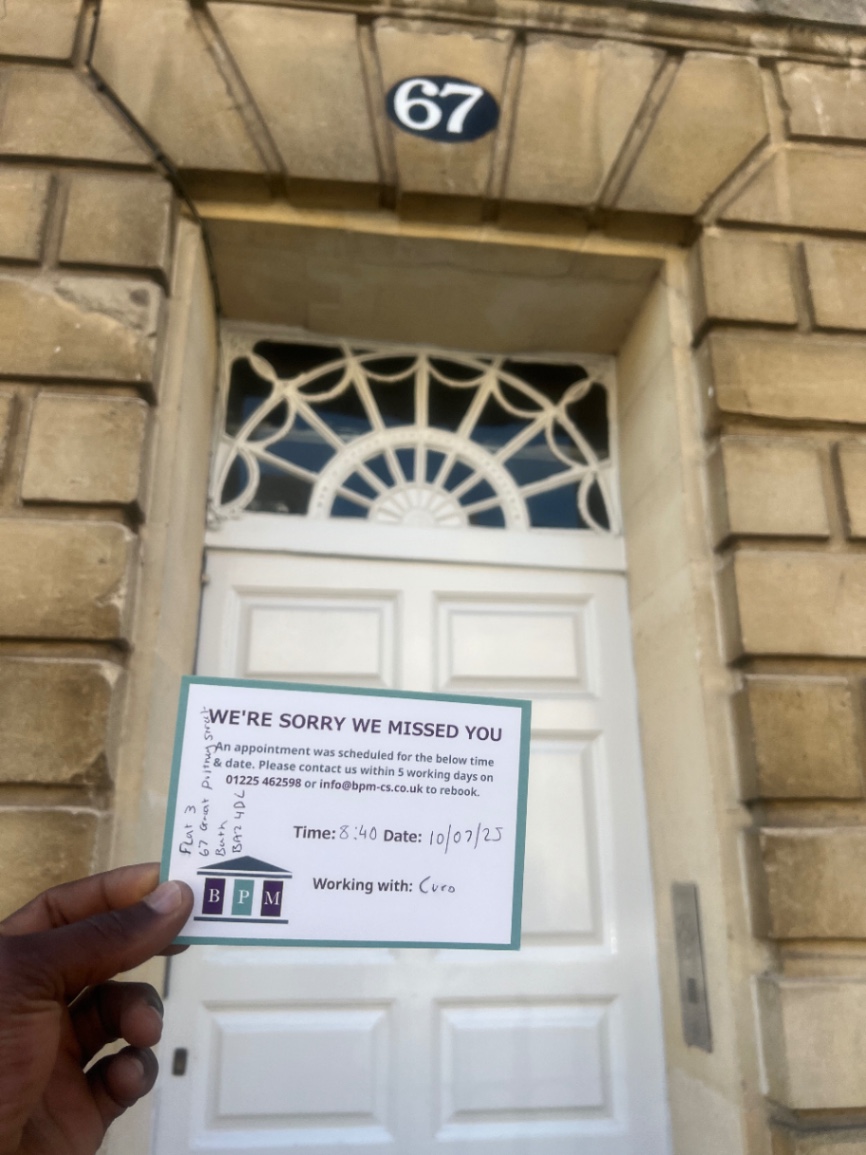 67
WE'RE SORRY WE MISSED YOU
An appointment was scheduled for the below time
& date. Please contact us within 5 working days on
01225 462598 or info@bpm-cs.co.uk to rebook.
Time: 8:40 Date: 10/07/25
Working with: Curo
BPM
Flat 3
67 Great Pultney Street
Bath
BA2 4DL